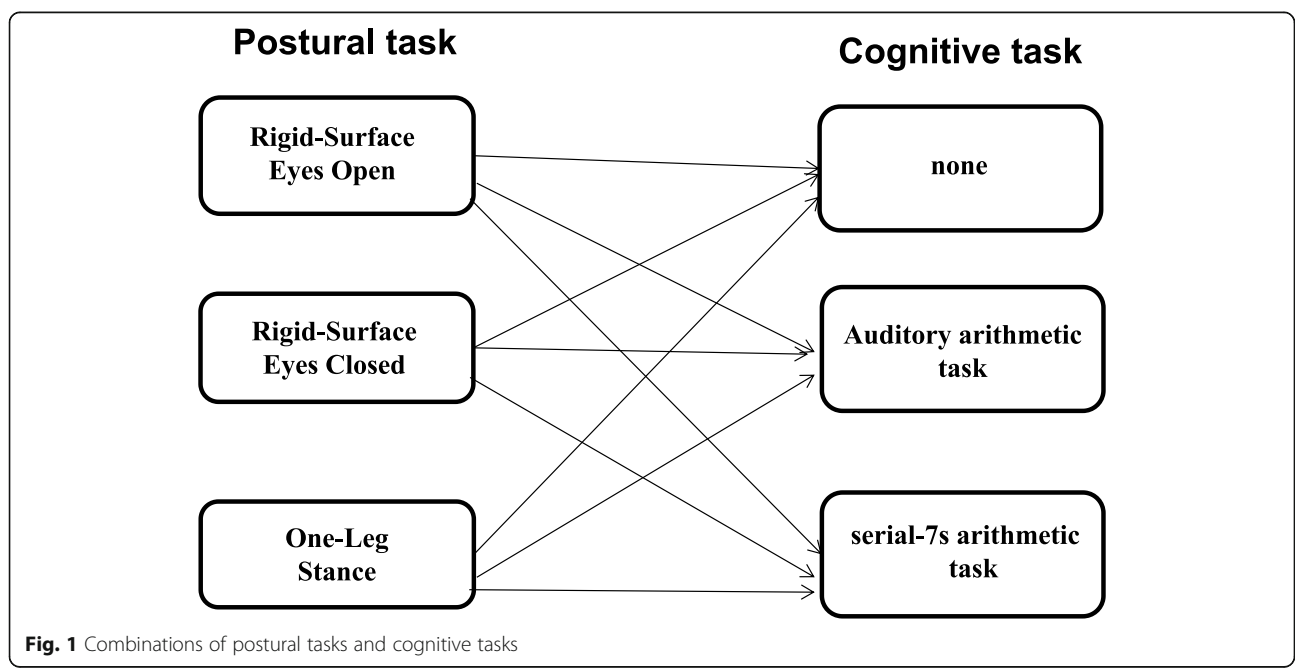 Postural task
Cognitive task
Rigid-Surface
Eyes Open
none
Rigid-Surface
Eyes Closed
Auditory arithmetic
task
One-Leg
Stance
serial-7s arithmetic
task
Fig. 1 Combinations of postural tasks and cognitive tasks